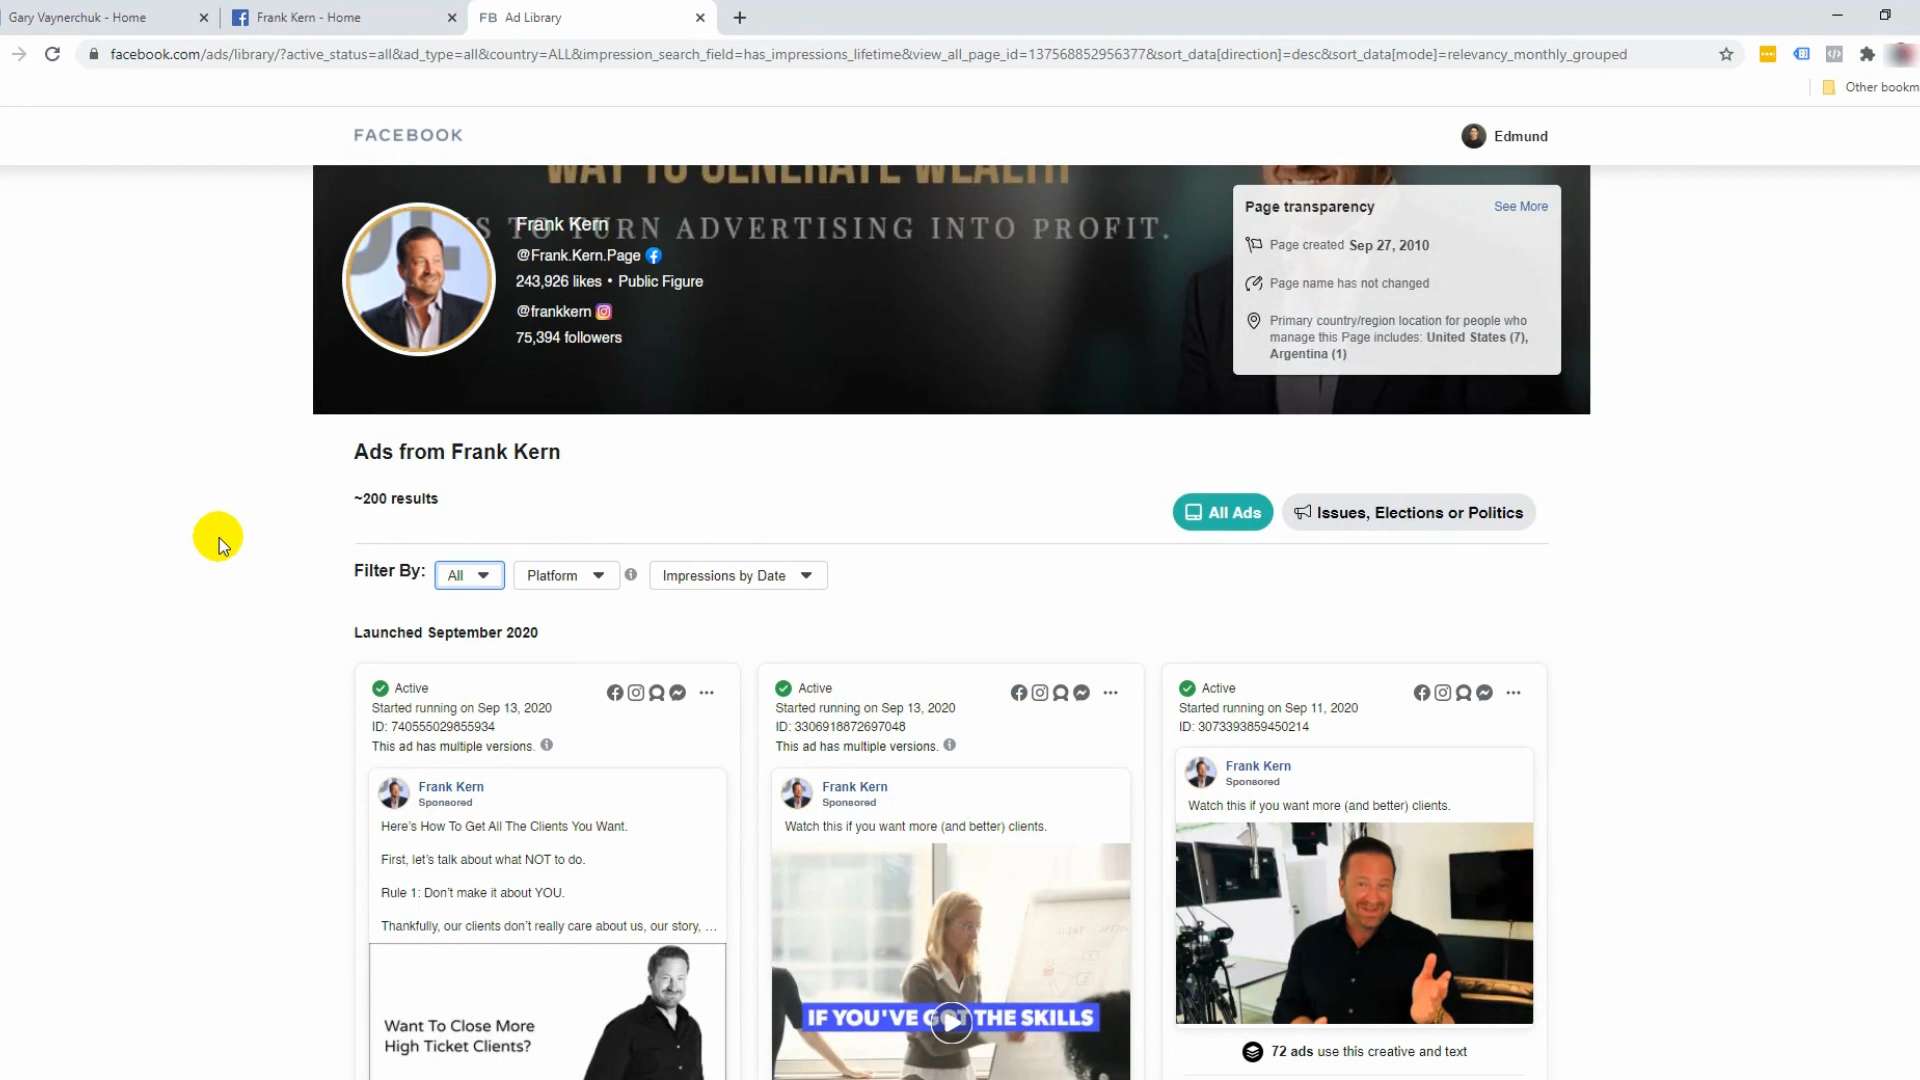 Gary Vaynerchuk - Home
Frank Kern - Home
FB Ad Library
facebook.com/ads/library/?active_status=all&ad_type=all&country=ALL&impression_search_field=has_impressions_lifetime&view_all_page_id=137568852956377&sort_data[direction]=desc&sort_data[mode]=relevancy_monthly_grouped
Other bookm
FACEBOOK
Edmund
WAY TO GENERATE WEALTH
TO TURN ADVERTISING INTO PROFIT.
Frank Kern
@Frank.Kern.Page
243,926 likes • Public Figure
@frankkern
75,394 followers
Page transparency
See More
Page created Sep 27, 2010
Page name has not changed
Primary country/region location for people who
manage this Page includes: United States (7),
Argentina (1)
Ads from Frank Kern
~200 results
All Ads
Issues, Elections or Politics
Filter By:
All
Platform
Impressions by Date
Launched September 2020
Active
Started running on Sep 13, 2020
ID: 740555029855934
This ad has multiple versions.
Frank Kern
Sponsored
Here's How To Get All The Clients You Want.
First, let's talk about what NOT to do.
Rule 1: Don't make it about YOU.
Thankfully, our clients don't really care about us, our story, ...
Want To Close More
High Ticket Clients?
Active
Started running on Sep 13, 2020
ID: 3306918872697048
This ad has multiple versions.
Frank Kern
Sponsored
Watch this if you want more (and better) clients.
IF YOU'VE GOT THE SKILLS
Active
Started running on Sep 11, 2020
ID: 3073393859450214
Frank Kern
Sponsored
Watch this if you want more (and better) clients.
72 ads use this creative and text